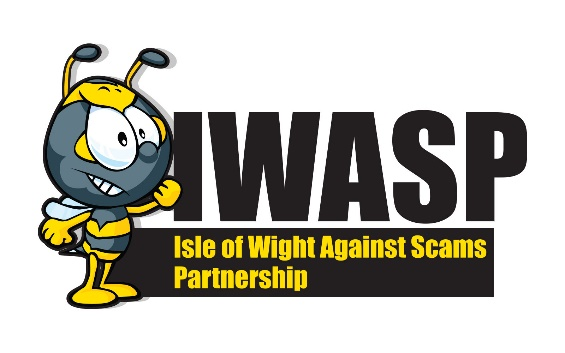 IWASP
Isle of Wight Against Scams
Partnership